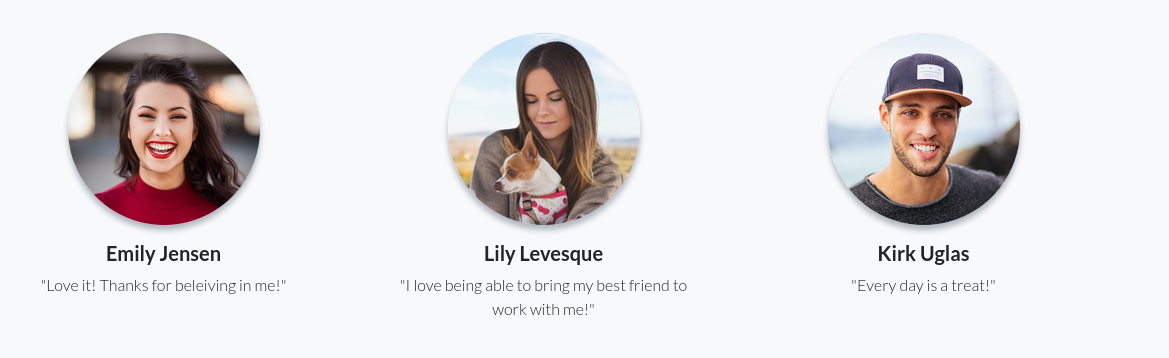 Emily Jensen
"Love it! Thanks for beleiving in me!"
Lily Levesque
"I love being able to bring my best friend to
work with me!"
Kirk Uglas
"Every day is a treat!"